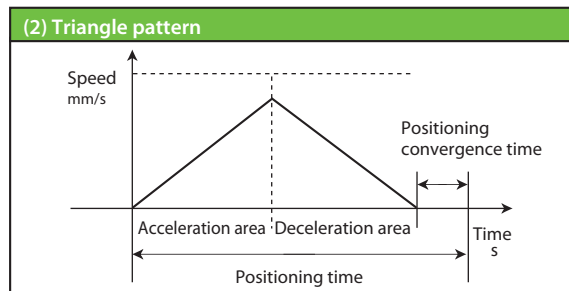 (2) Triangle pattern
Speed
mm/s
Positioning
convergence time
Acceleration area
Deceleration area
Time
s
Positioning time